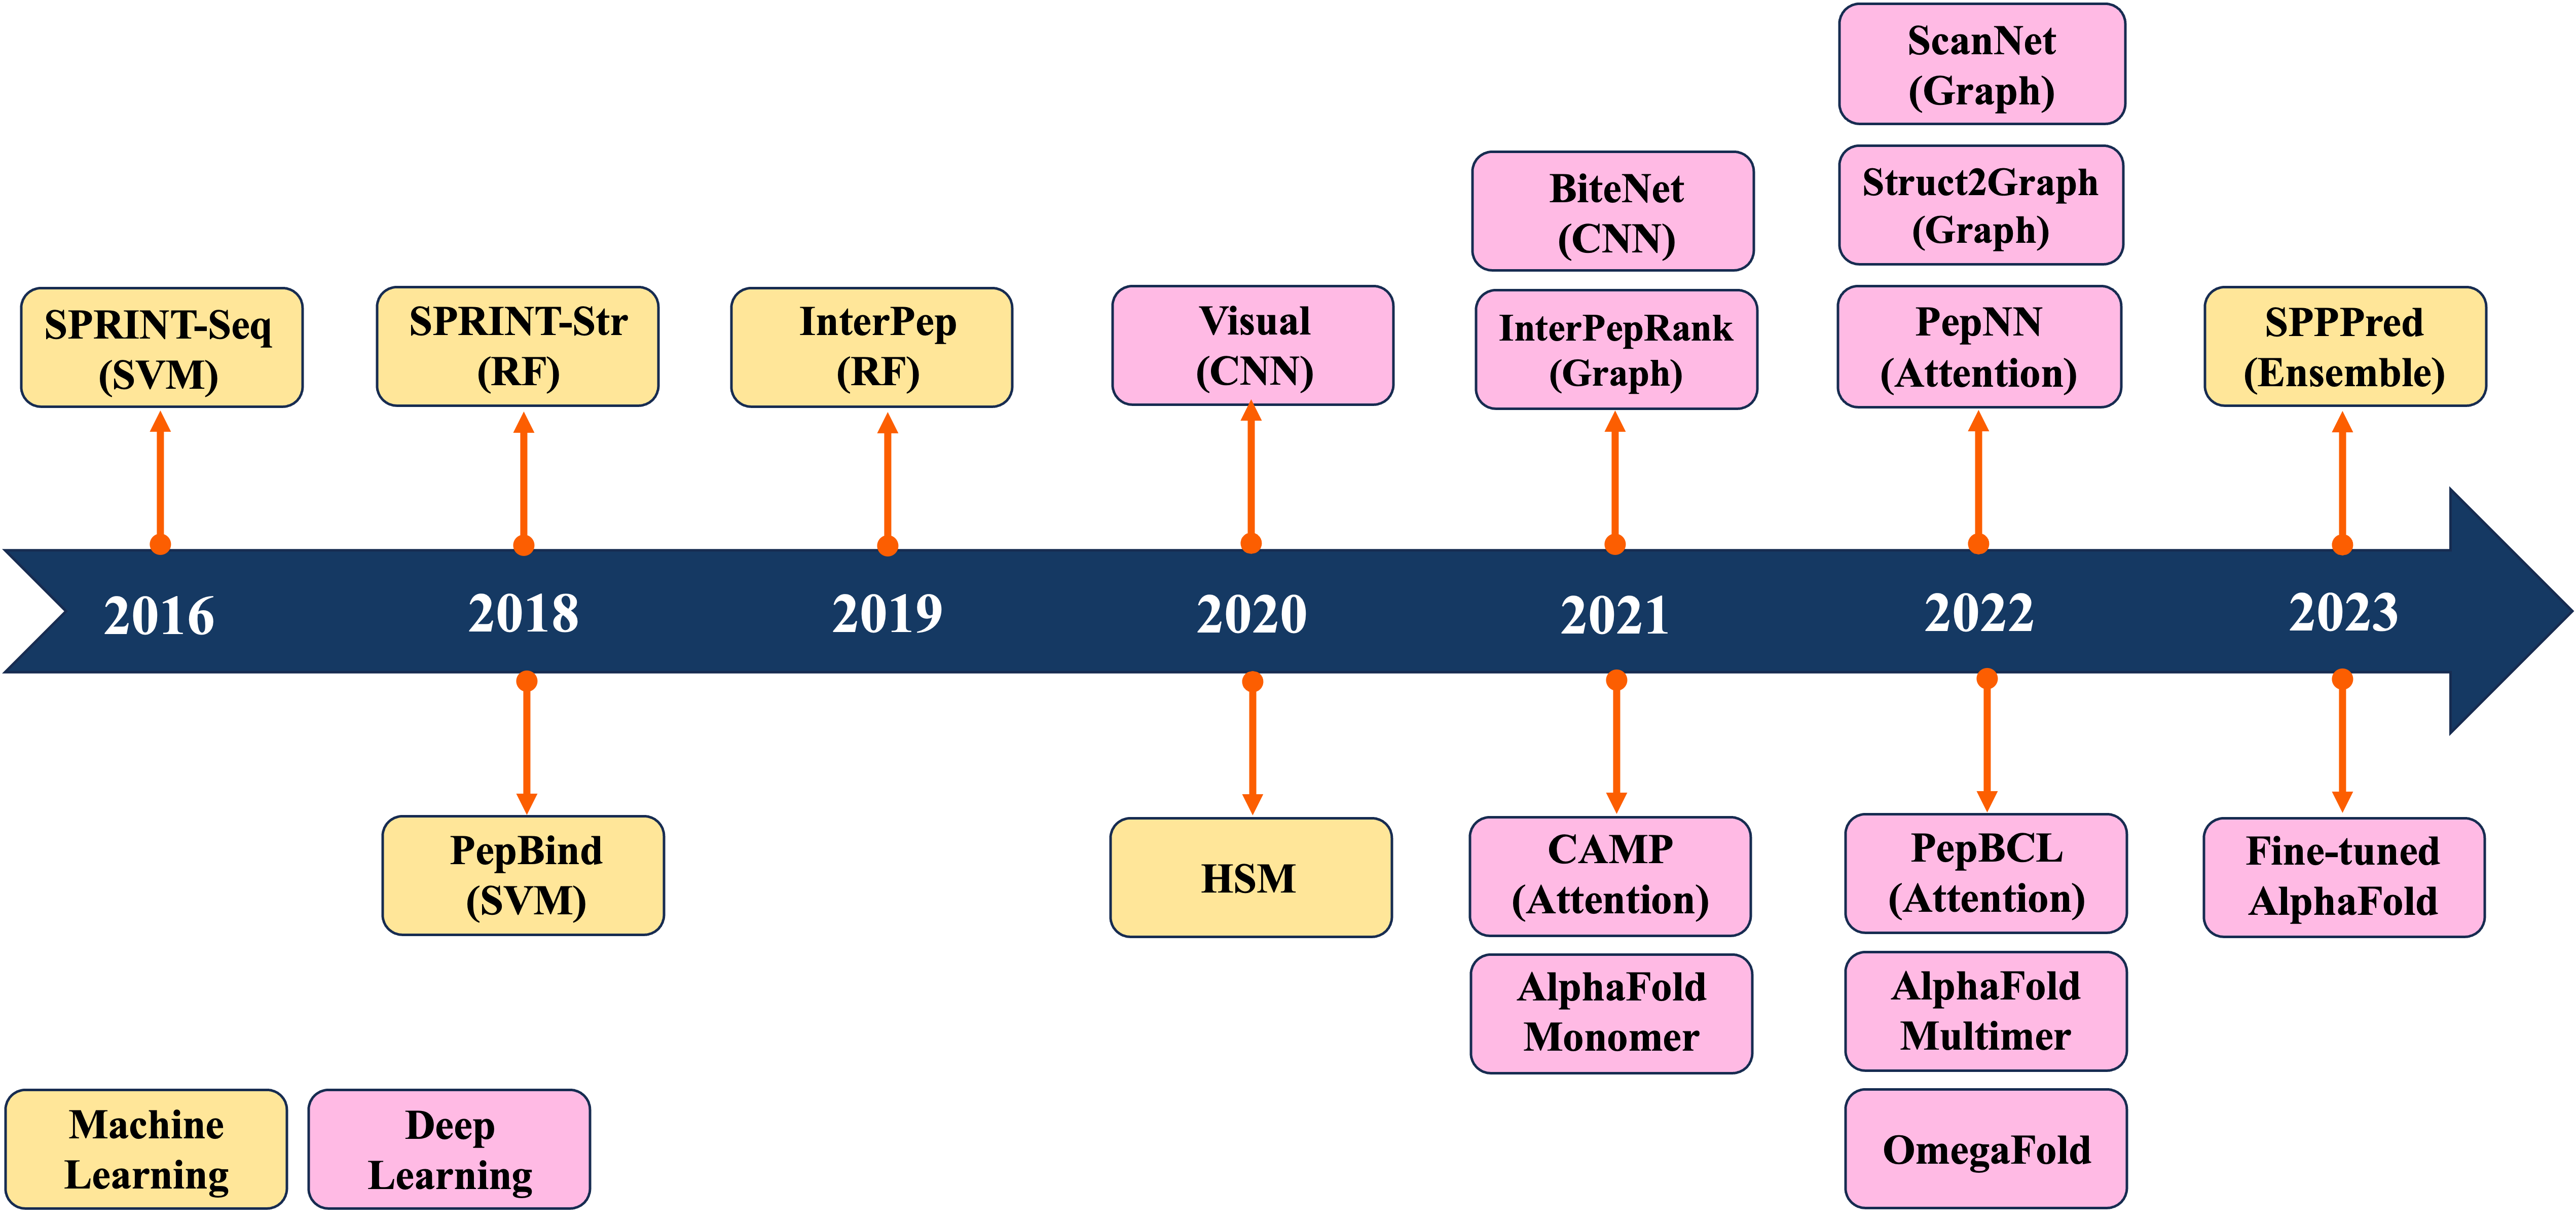 ScanNet
(Graph)
BiteNet
(CNN)
Struct2Graph
(Graph)
SPRINT-Seq
(SVM)
SPRINT-Str
(RF)
InterPep
(RF)
Visual
(CNN)
InterPepRank
(Graph)
PepNN
(Attention)
SPPPred
(Ensemble)
2016
2018
2019
2020
2021
2022
2023
PepBind
(SVM)
HSM
CAMP
(Attention)
PepBCL
(Attention)
Fine-tuned
AlphaFold
AlphaFold
Monomer
AlphaFold
Multimer
OmegaFold
Machine
Learning
Deep
Learning